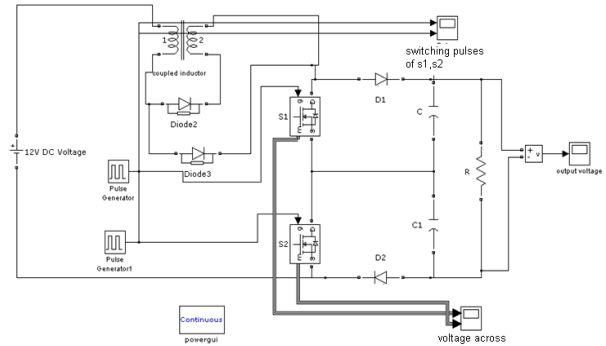 1
2
switching pulses
of s1,s2
coupled inductor
Diode2
D1
S1
g
D
m
S
C
12V DC Voltage
Diode3
Pulse
Generator
R
+
-
v
output voltage
C1
S2
g
D
m
S
D2
Pulse
Generator1
Continuous
powergui
voltage across